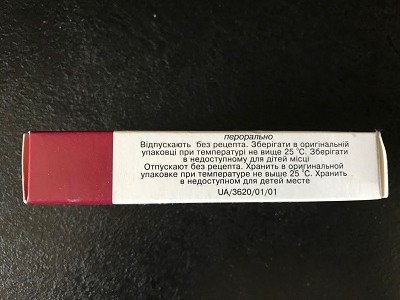 перорально
Відпускають без рецепта. Зберігати в оригінальній
упаковці при температурі не вище 25 °С. Зберігати
в недоступному для дітей місці
Отпускают без рецепта. Хранить в оригинальной
упаковке при температуре не выше 25 °С. Хранить
в недоступном для детей месте
UA/3620/01/01